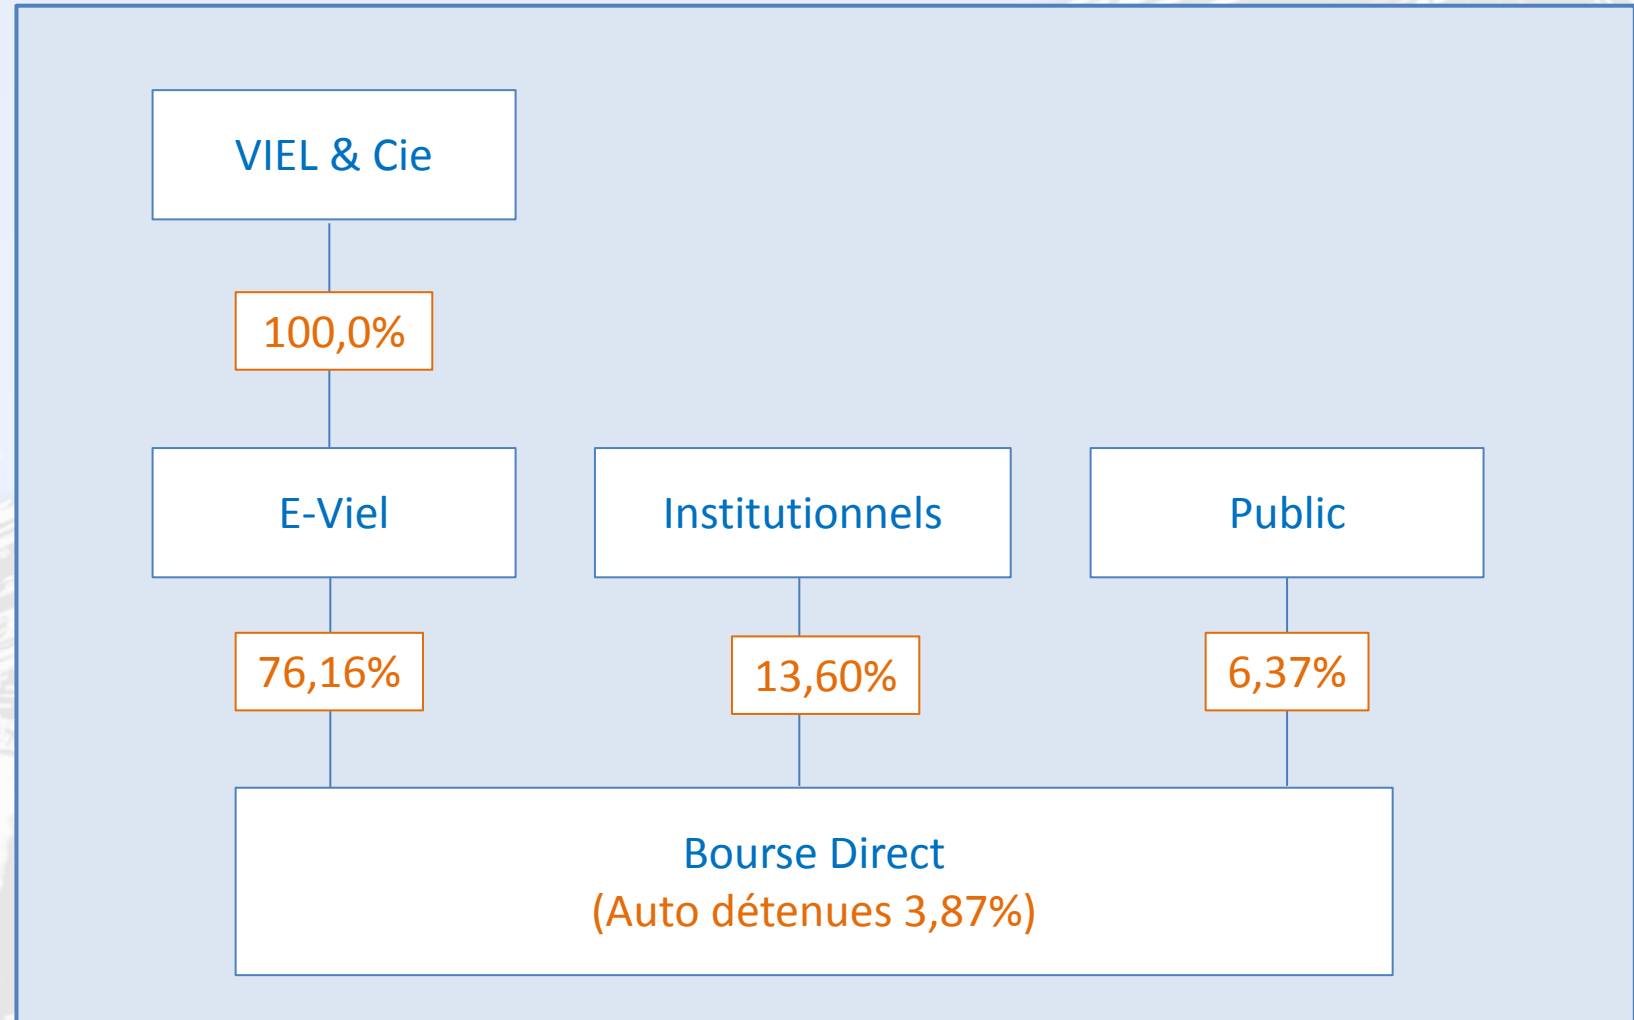 VIEL & Cie
100,0%
E-Viel
Institutionnels
Public
76,16%
13,60%
6,37%
Bourse Direct
(Auto détenues 3,87%)